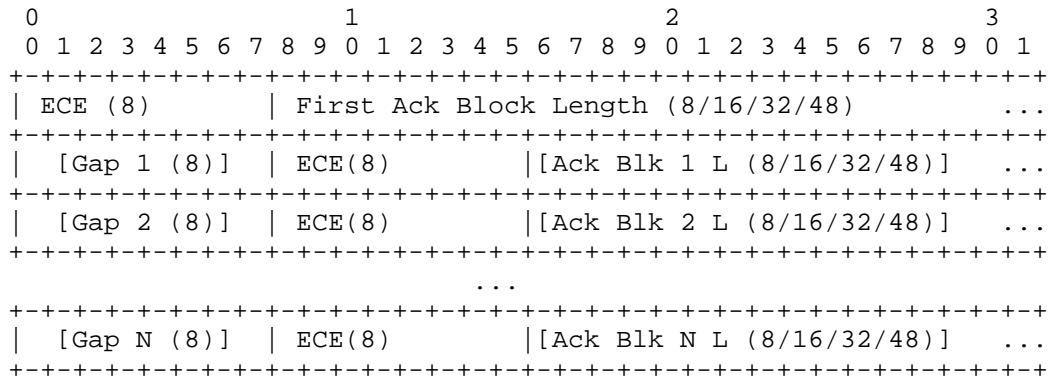 0                   1                   2                   3
 0 1 2 3 4 5 6 7 8 9 0 1 2 3 4 5 6 7 8 9 0 1 2 3 4 5 6 7 8 9 0 1
+-+-+-+-+-+-+-+-+-+-+-+-+-+-+-+-+-+-+-+-+-+-+-+-+-+-+-+-+-+-+-+-+
| ECE (8)       | First Ack Block Length (8/16/32/48)         ...
+-+-+-+-+-+-+-+-+-+-+-+-+-+-+-+-+-+-+-+-+-+-+-+-+-+-+-+-+-+-+-+-+
|  [Gap 1 (8)]  | ECE(8)        |[Ack Blk 1 L (8/16/32/48)]   ...
+-+-+-+-+-+-+-+-+-+-+-+-+-+-+-+-+-+-+-+-+-+-+-+-+-+-+-+-+-+-+-+-+
|  [Gap 2 (8)]  | ECE(8)        |[Ack Blk 2 L (8/16/32/48)]   ...
+-+-+-+-+-+-+-+-+-+-+-+-+-+-+-+-+-+-+-+-+-+-+-+-+-+-+-+-+-+-+-+-+
                             ...
+-+-+-+-+-+-+-+-+-+-+-+-+-+-+-+-+-+-+-+-+-+-+-+-+-+-+-+-+-+-+-+-+
|  [Gap N (8)]  | ECE(8)        |[Ack Blk N L (8/16/32/48)]   ...
+-+-+-+-+-+-+-+-+-+-+-+-+-+-+-+-+-+-+-+-+-+-+-+-+-+-+-+-+-+-+-+-+